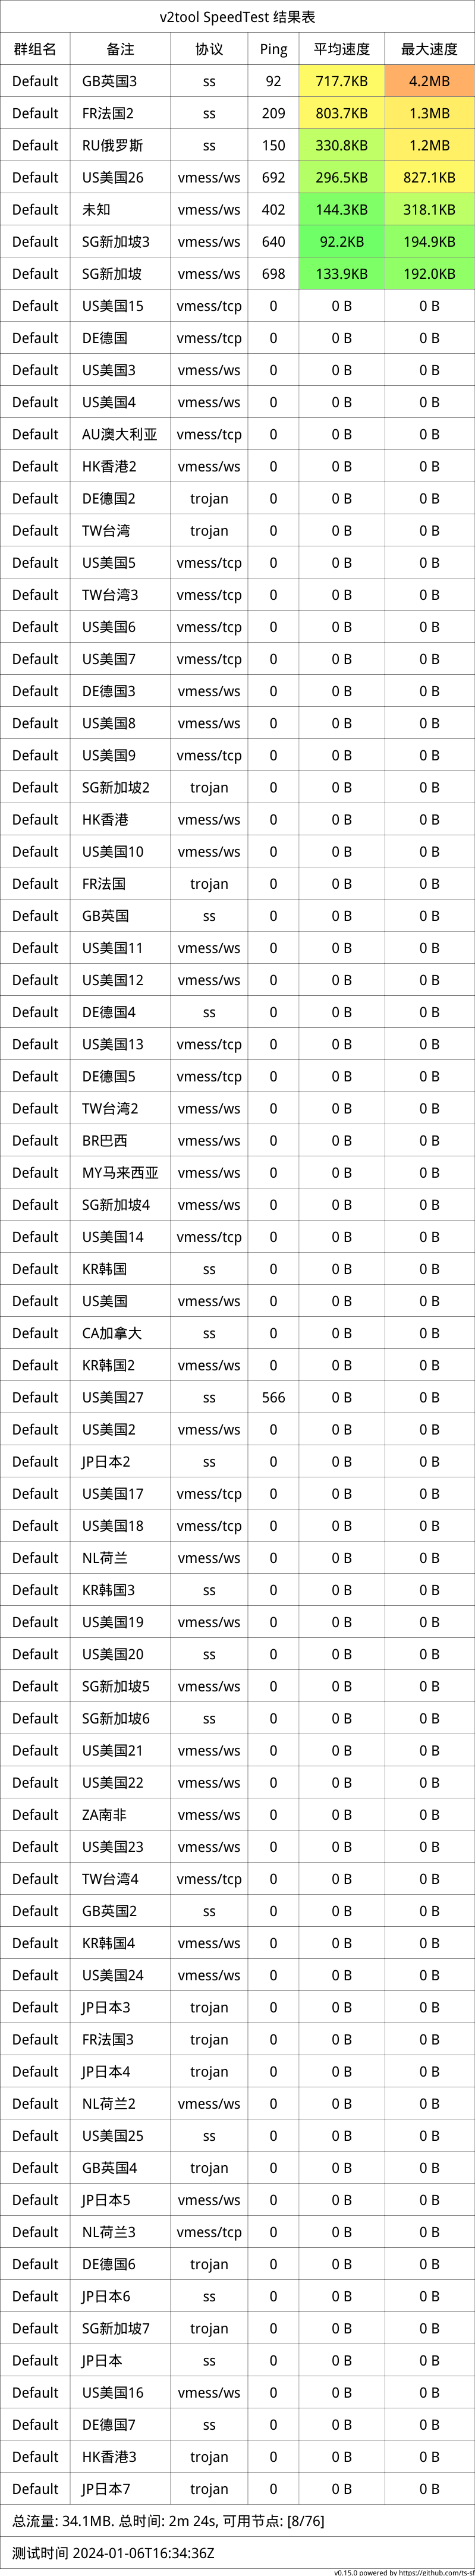 v2tool SpeedTest 结果表
群组名 备注 协议 Ping 平均速度 最大速度
Default GB英国3 ss 92 717.7KB 4.2MB
Default FR法国2 ss 209 803.7KB 1.3MB
Default RU俄罗斯 ss 150 330.8KB 1.2MB
Default US美国26 vmess/ws 692 296.5KB 827.1KB
Default 未知 vmess/ws 402 144.3KB 318.1KB
Default SG新加坡3 vmess/ws 640 92.2KB 194.9KB
Default SG新加坡 vmess/ws 698 133.9KB 192.0KB
Default US美国15 vmess/tcp 0 0 B 0 B
Default DE德国 vmess/tcp 0 0 B 0 B
Default US美国3 vmess/ws 0 0 B 0 B
Default US美国4 vmess/ws 0 0 B 0 B
Default AU澳大利亚 vmess/tcp 0 0 B 0 B
Default HK香港2 vmess/ws 0 0 B 0 B
Default DE德国2 trojan 0 0 B 0 B
Default TW台湾 trojan 0 0 B 0 B
Default US美国5 vmess/tcp 0 0 B 0 B
Default TW台湾3 vmess/tcp 0 0 B 0 B
Default US美国6 vmess/tcp 0 0 B 0 B
Default US美国7 vmess/tcp 0 0 B 0 B
Default DE德国3 vmess/ws 0 0 B 0 B
Default US美国8 vmess/ws 0 0 B 0 B
Default US美国9 vmess/tcp 0 0 B 0 B
Default SG新加坡2 trojan 0 0 B 0 B
Default HK香港 vmess/ws 0 0 B 0 B
Default US美国10 vmess/ws 0 0 B 0 B
Default FR法国 trojan 0 0 B 0 B
Default GB英国 ss 0 0 B 0 B
Default US美国11 vmess/ws 0 0 B 0 B
Default US美国12 vmess/ws 0 0 B 0 B
Default DE德国4 ss 0 0 B 0 B
Default US美国13 vmess/tcp 0 0 B 0 B
Default DE德国5 vmess/tcp 0 0 B 0 B
Default TW台湾2 vmess/ws 0 0 B 0 B
Default BR巴西 vmess/ws 0 0 B 0 B
Default MY马来西亚 vmess/ws 0 0 B 0 B
Default SG新加坡4 vmess/ws 0 0 B 0 B
Default US美国14 vmess/tcp 0 0 B 0 B
Default KR韩国 ss 0 0 B 0 B
Default US美国 vmess/ws 0 0 B 0 B
Default CA加拿大 ss 0 0 B 0 B
Default KR韩国2 vmess/ws 0 0 B 0 B
Default US美国27 ss 566 0 B 0 B
Default US美国2 vmess/ws 0 0 B 0 B
Default JP日本2 ss 0 0 B 0 B
Default US美国17 vmess/tcp 0 0 B 0 B
Default US美国18 vmess/tcp 0 0 B 0 B
Default NL荷兰 vmess/ws 0 0 B 0 B
Default KR韩国3 ss 0 0 B 0 B
Default US美国19 vmess/ws 0 0 B 0 B
Default US美国20 ss 0 0 B 0 B
Default SG新加坡5 vmess/ws 0 0 B 0 B
Default SG新加坡6 ss 0 0 B 0 B
Default US美国21 vmess/ws 0 0 B 0 B
Default US美国22 vmess/ws 0 0 B 0 B
Default ZA南非 vmess/ws 0 0 B 0 B
Default US美国23 vmess/ws 0 0 B 0 B
Default TW台湾4 vmess/tcp 0 0 B 0 B
Default GB英国2 ss 0 0 B 0 B
Default KR韩国4 vmess/ws 0 0 B 0 B
Default US美国24 vmess/ws 0 0 B 0 B
Default JP日本3 trojan 0 0 B 0 B
Default FR法国3 trojan 0 0 B 0 B
Default JP日本4 trojan 0 0 B 0 B
Default NL荷兰2 vmess/ws 0 0 B 0 B
Default US美国25 ss 0 0 B 0 B
Default GB英国4 trojan 0 0 B 0 B
Default JP日本5 vmess/ws 0 0 B 0 B
Default NL荷兰3 vmess/tcp 0 0 B 0 B
Default DE德国6 trojan 0 0 B 0 B
Default JP日本6 ss 0 0 B 0 B
Default SG新加坡7 trojan 0 0 B 0 B
Default JP日本 ss 0 0 B 0 B
Default US美国16 vmess/ws 0 0 B 0 B
Default DE德国7 ss 0 0 B 0 B
Default HK香港3 trojan 0 0 B 0 B
Default JP日本7 trojan 0 0 B 0 B
总流量: 34.1MB. 总时间: 2m 24s, 可用节点: [8/76]
测试时间 2024-01-06T16:34:36Z
v0.15.0 powered by https://github.com/ts-sf